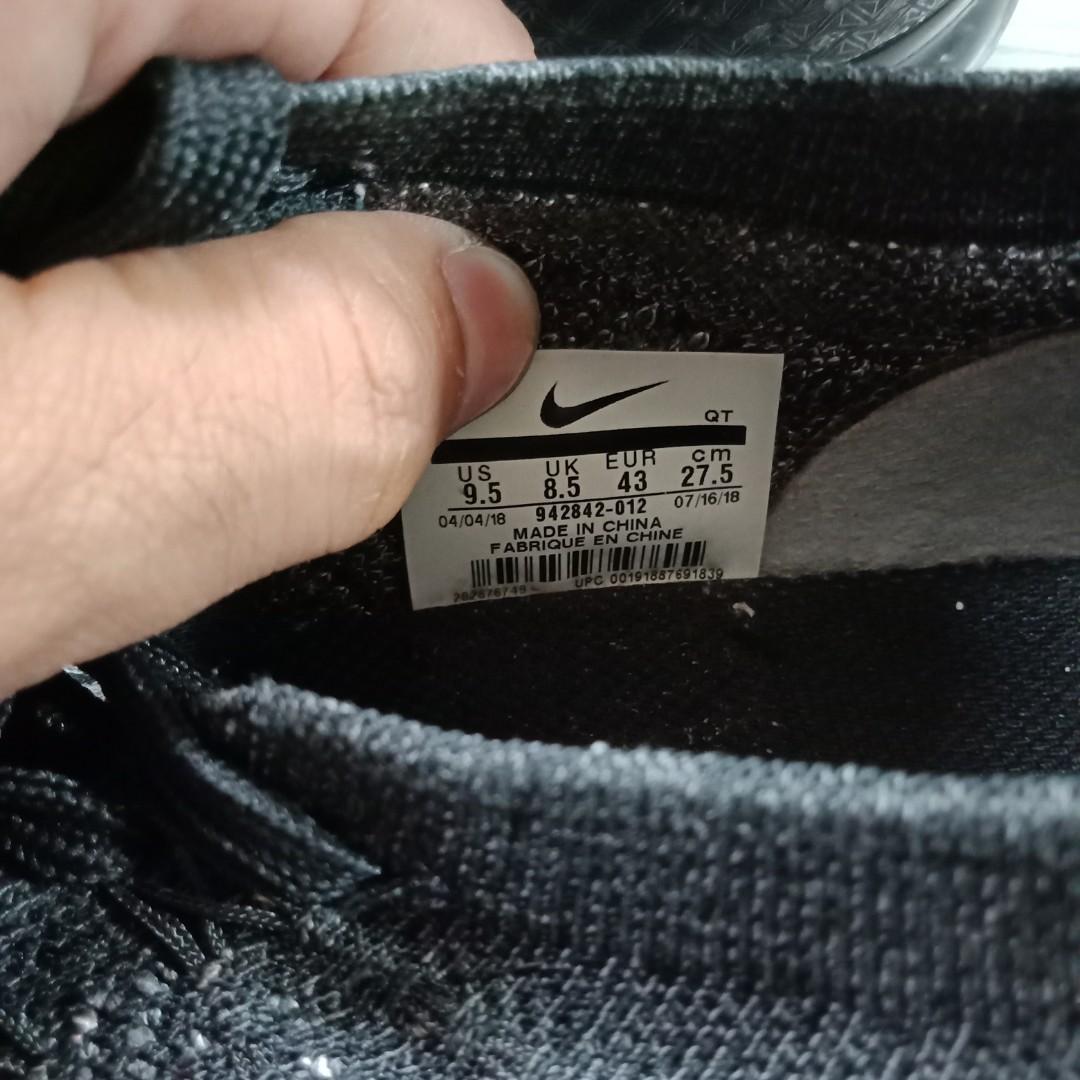 QT
US UK EUR cm
9.5 8.5 43 27.5
04/04/18 942842-012 07/16/18
MADE IN CHINA
FABRIQUE EN CHINE
UPC 00191887691839